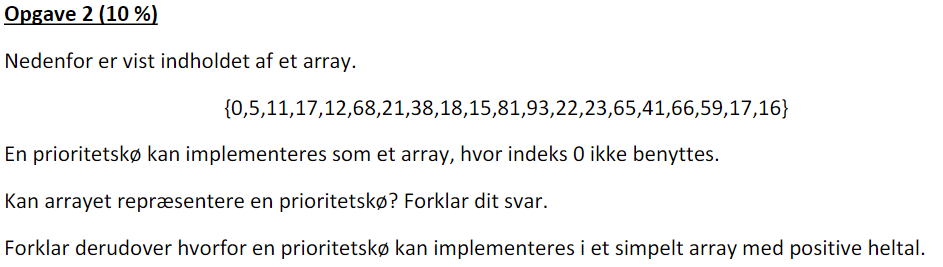 Opgave 2 (10 %)
Nedenfor er vist indholdet af et array.
{0,5,11,17,12,68,21,38,18,15,81,93,22,23,65,41,66,59,17,16}
En prioritetskø kan implementeres som et array, hvor indeks 0 ikke benyttes.
Kan arrayet repræsentere en prioritetskø? Forklar dit svar.
Forklar derudover hvorfor en prioritetskø kan implementeres i et simpelt array med positive heltal.